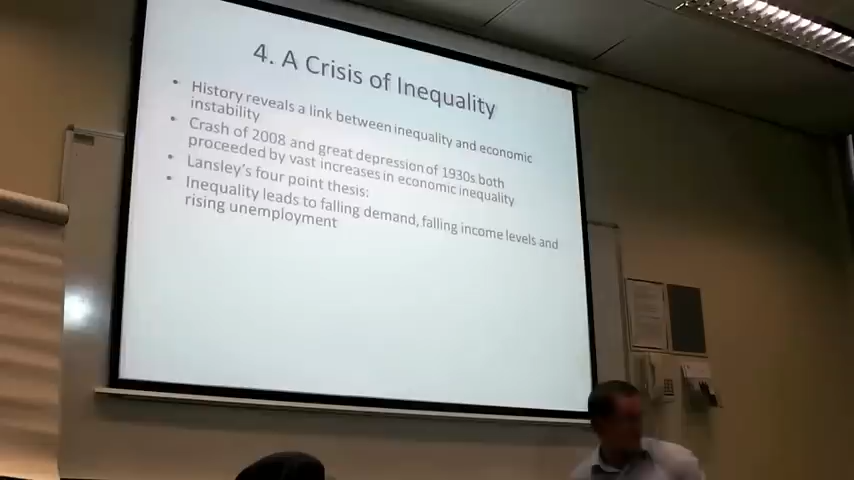 4. A Crisis of Inequality
• History reveals a link between inequality and economic
instability
• Crash of 2008 and great depression of 1930s both
proceeded by vast increases in economic inequality
• Lansley's four point thesis:
• Inequality leads to falling demand, falling income levels and
rising unemployment